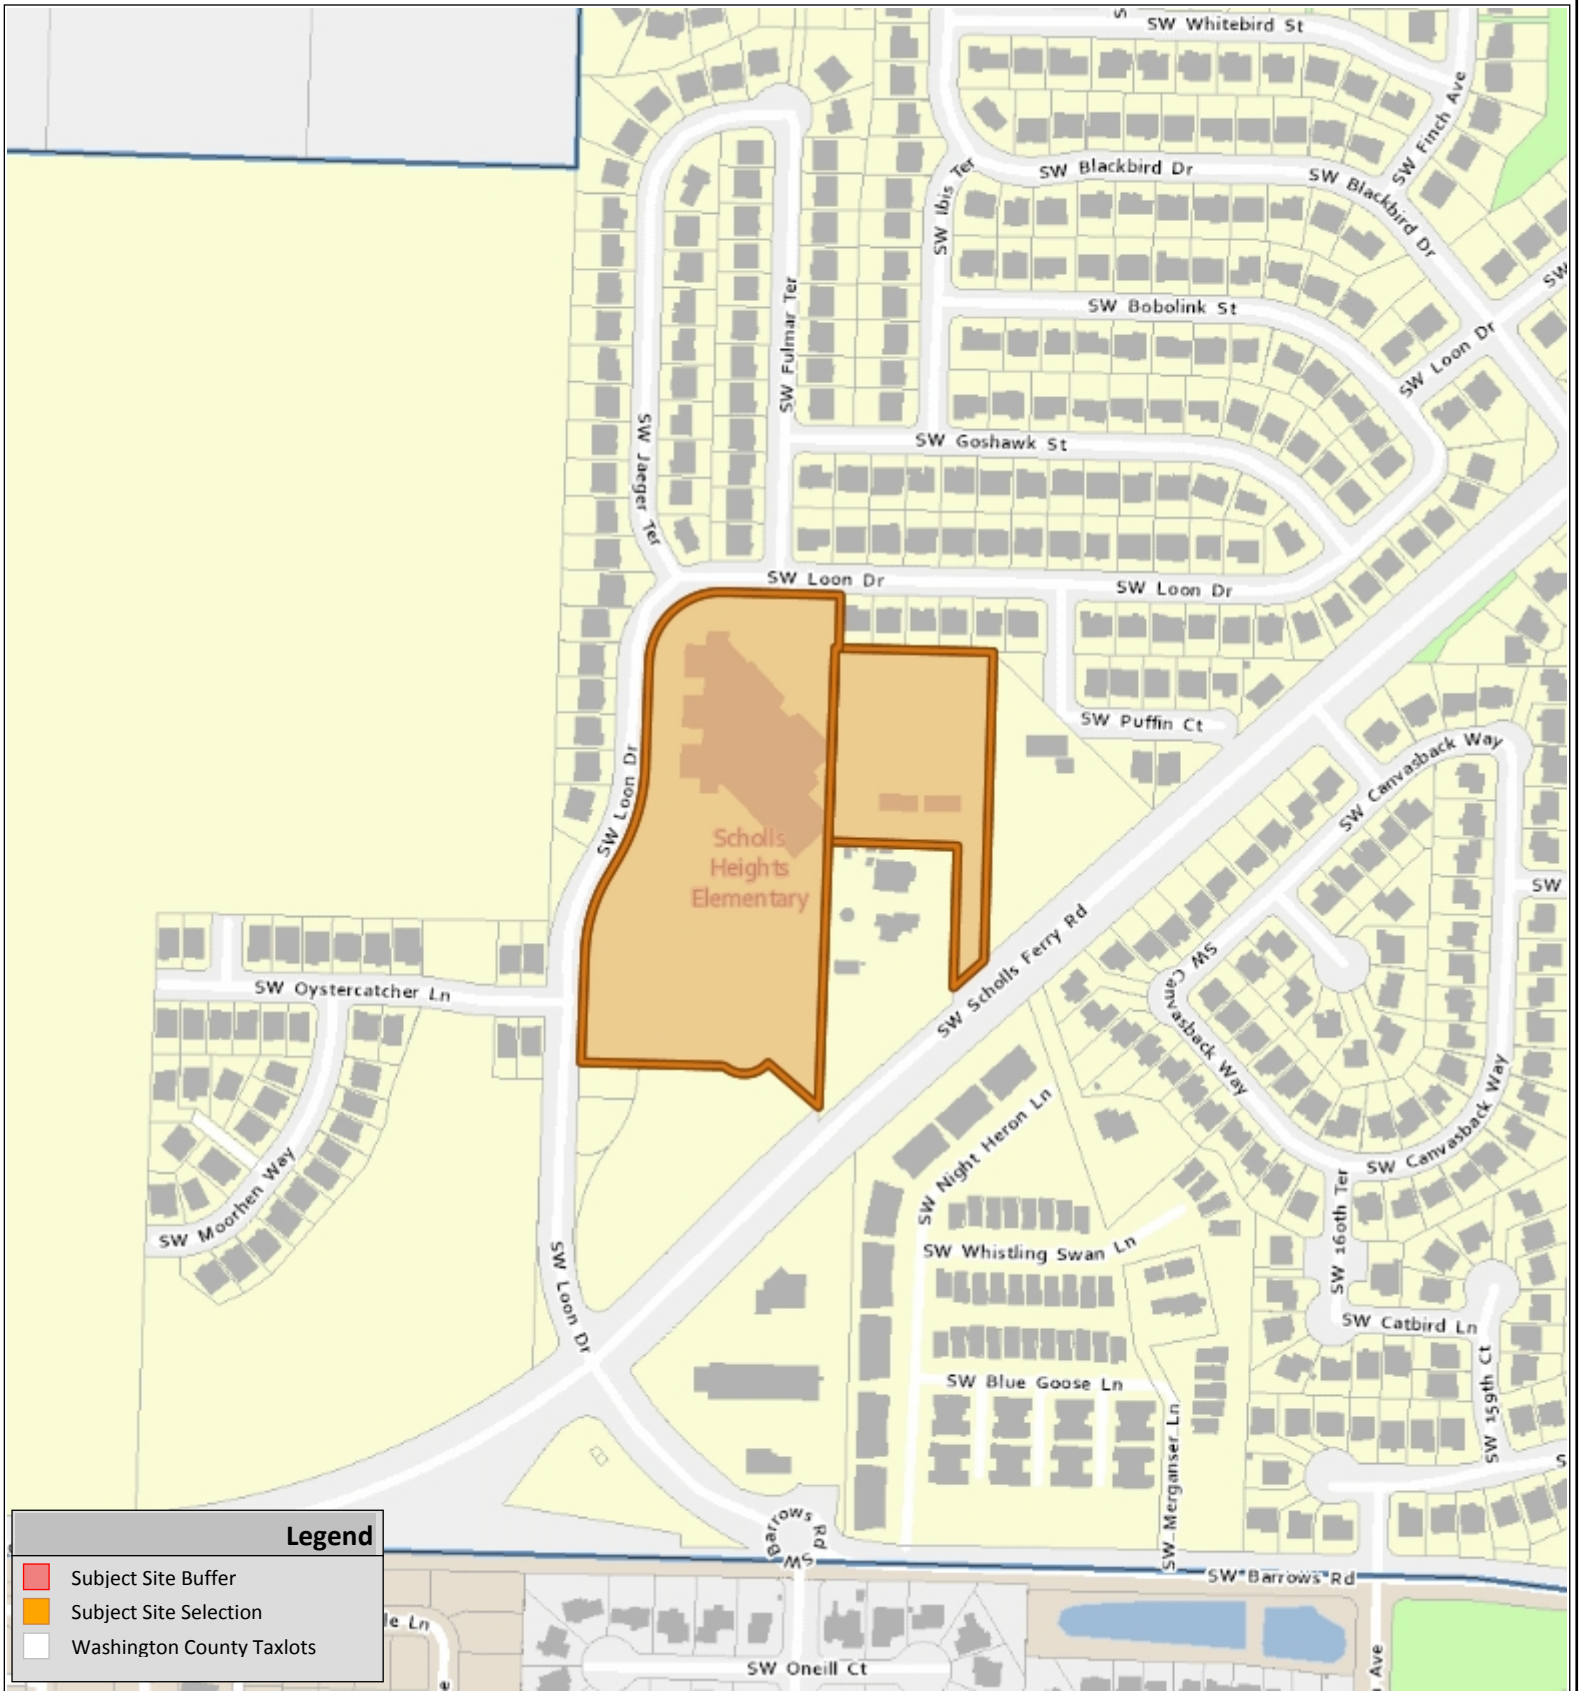 SW Whitebird St
SW Finch Ave
SW Blackbird Dr
SW Blackbird Dr
SW Ibis Ter
SW
SW Bobolink St
SW Loon Dr
SW Fulmar Ter
SW Jaeger Ter
SW Goshawk St
SW Loon Dr
SW Loon Dr
SW Puffin Ct
SW Canvasback Way
SW Loon Dr
Scholls
Heights
Elementary
SW
SW Scholls Ferry Rd
SW Canvasback Way
SW Oystercatcher Ln
SW Night Heron Ln
SW Canvasback Way
SW Moorhen Way
SW 160th Ter
SW Whistling Swan Ln
SW Loon Dr
SW Catbird Ln
SW Blue Goose Ln
SW 159th Ct
SW Merganser Ln
SW Barrows Rd
SW Barrows Rd
Legend
Subject Site Buffer
Subject Site Selection
Washington County Taxlots
le Ln
SW Oneill Ct
Ave